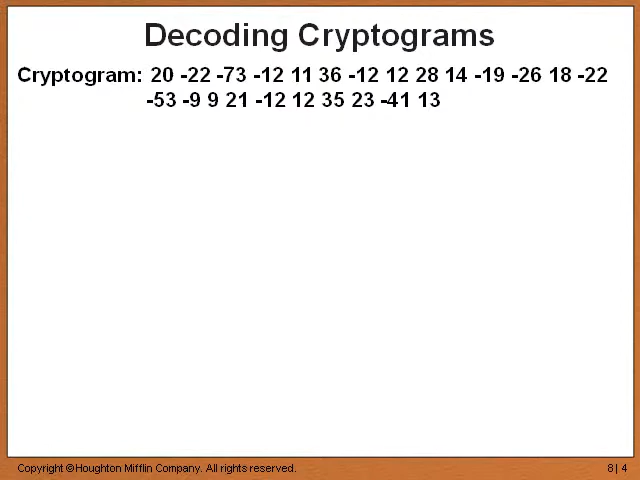 Decoding Cryptograms
Cryptogram: 20 -22 -73 -12 11 36 -12 12 28 14 -19 -26 18 -22
-53 -9 9 21 -12 12 35 23 -41 13
Copyright © Houghton Mifflin Company. All rights reserved.
8 | 4